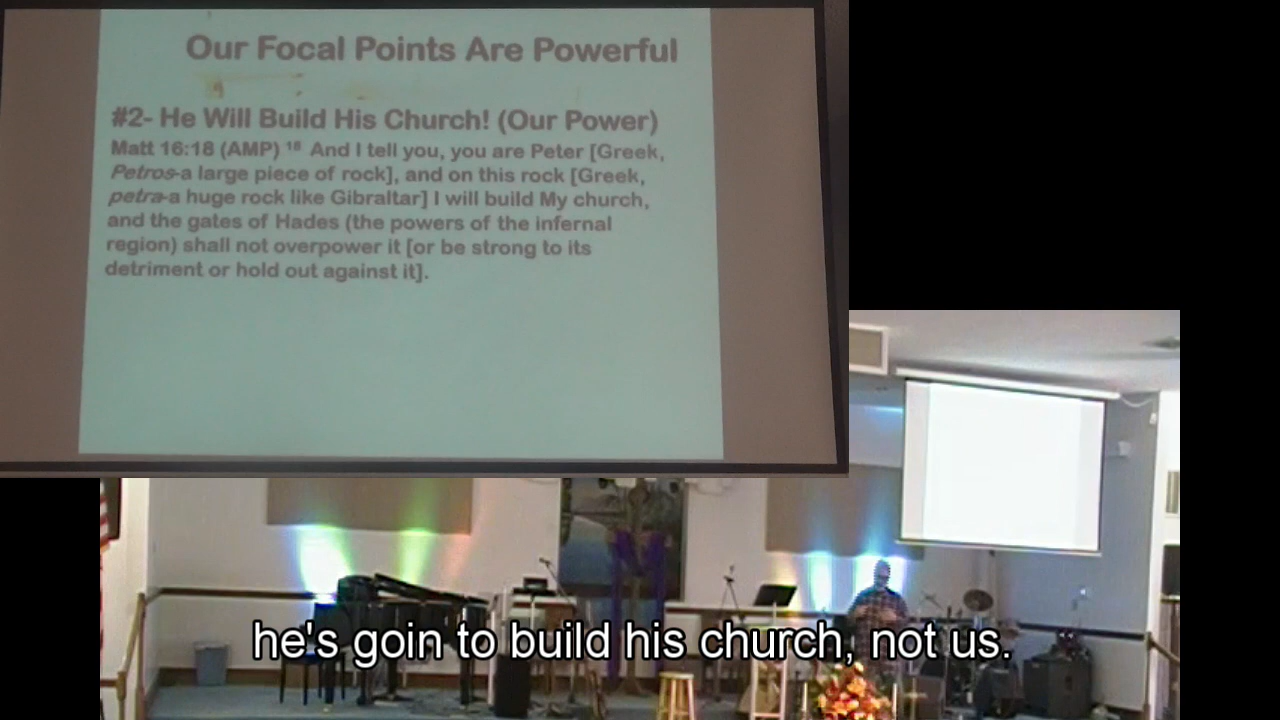 Our Focal Points Are Powerful
#2- He Will Build His Church! (Our Power)
Matt 16:18 (AMP) 18 And I tell you, you are Peter [Greek,
Petros-a large piece of rock], and on this rock [Greek,
petra-a huge rock like Gibraltar] I will build My church,
and the gates of Hades (the powers of the infernal
region) shall not overpower it [or be strong to its
detriment or hold out against it].
he's goin to build his church, not us.